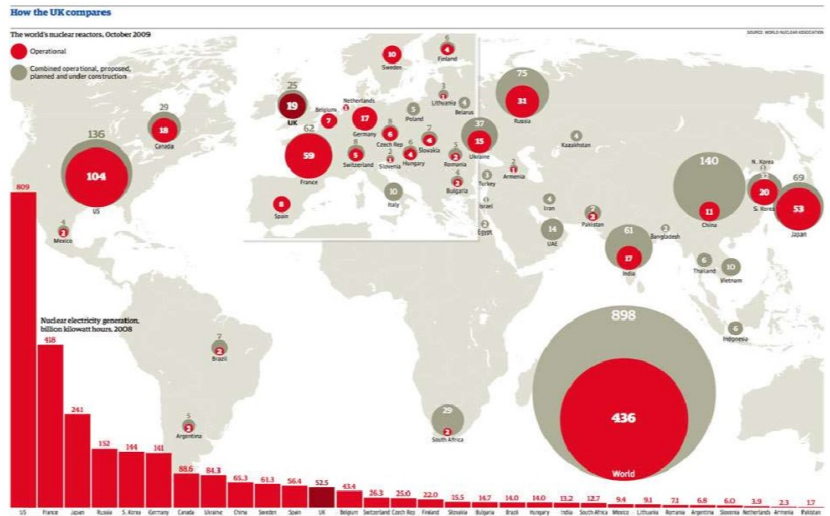 How the UK compares
The world's nuclear reactors, October 2009
SOURCE: WORLD NUCLEAR ASSOCIATION
Operational
Combined operational, proposed,
planned and under construction
136
104
US
29
18
Canada
4
2
Mexico
7
2
Brazil
5
2
Argentina
25
19
UK
62
59
France
8
Spain
Belgium
7
Netherlands
1
17
Germany
10
Sweden
6
4
Finland
3
1
Lithuania
4
Belarus
5
Poland
8
6
Czech Rep
8
5
Switzerland
2
1
Slovenia
6
4
Hungary
7
4
Slovakia
5
2
Romania
4
2
Bulgaria
10
Italy
37
15
Ukraine
75
31
Russia
3
Turkey
2
1
Armenia
Israel
2
Egypt
4
Kazakhstan
4
Iran
14
UAE
7
2
Pakistan
61
17
India
2
Bangladesh
140
11
China
N. Korea
1
32
20
S. Korea
69
53
Japan
6
Thailand
10
Vietnam
6
Indonesia
29
2
South Africa
898
436
World
Nuclear electricity generation,
billion kilowatt hours, 2008
809
418
241
152
144
141
88.6
84.3
65.3
61.3
56.4
52.5
43.4
26.3
25.0
22.0
15.5
14.7
14.0
14.0
13.2
12.7
9.4
9.1
7.1
6.8
6.0
3.9
2.3
1.7
US France Japan Russia S. Korea Germany Canada Ukraine China Sweden Spain UK Belgium Switzerland Czech Rep Finland Slovakia Bulgaria Brazil Hungary India South Africa Mexico Lithuania Romania Argentina Slovenia Netherlands Armenia Pakistan